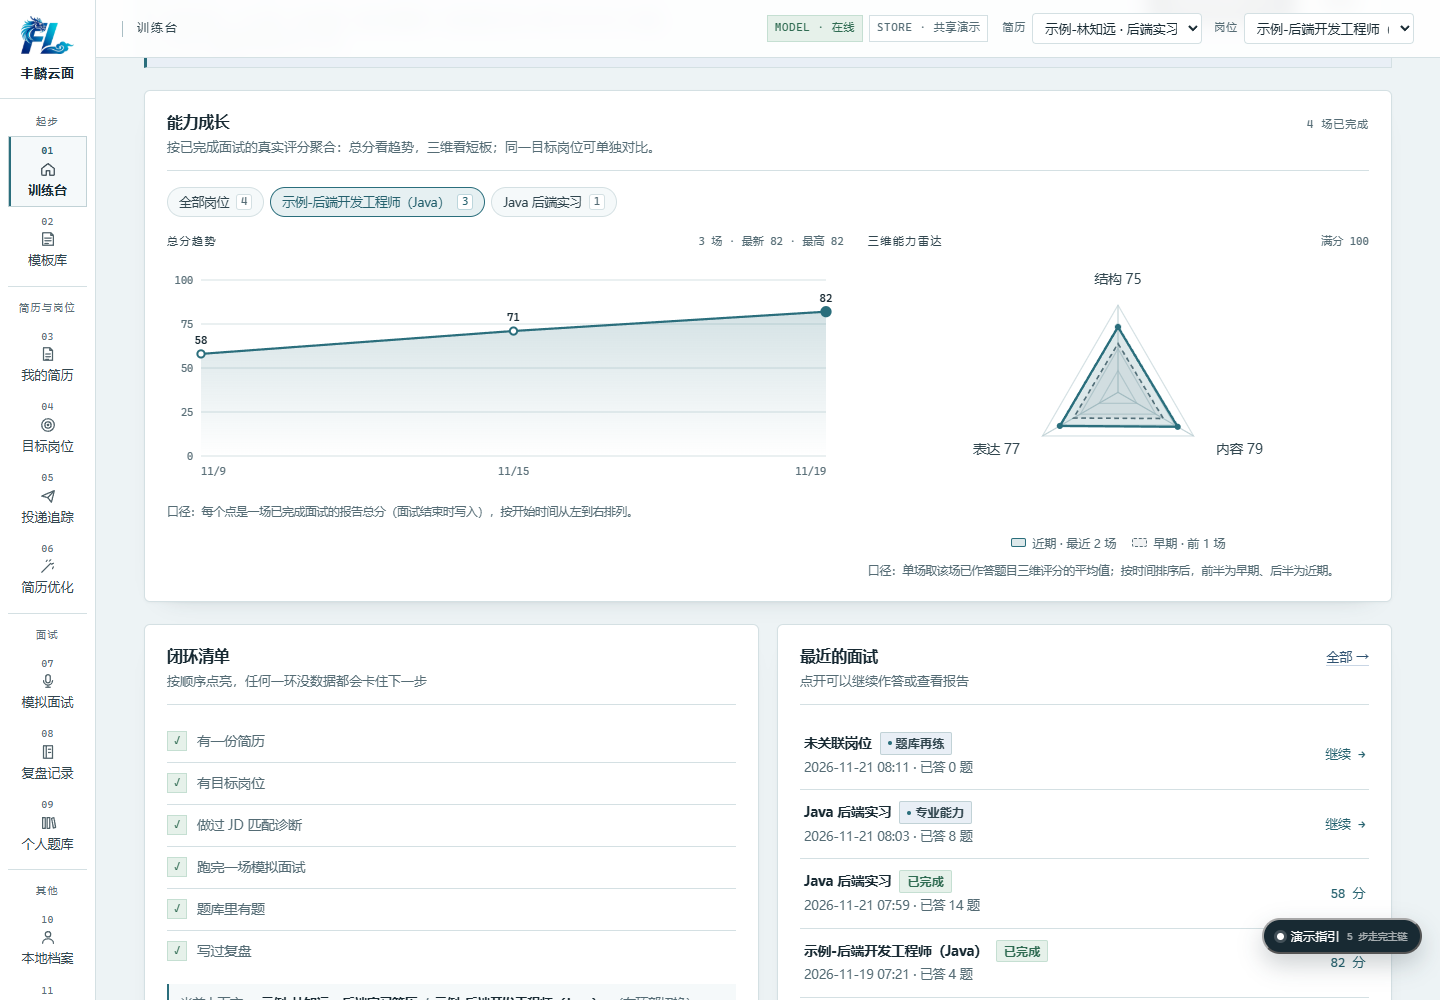 丰麟云面
起步
01
训练台
02
模板库
简历与岗位
03
我的简历
04
目标岗位
05
投递追踪
06
简历优化
面试
07
模拟面试
08
复盘记录
09
个人题库
其他
10
本地档案
11
训练台
MODEL · 在线
STORE · 共享演示
简历
示例-林知远 · 后端实习
岗位
示例-后端开发工程师（
能力成长
4 场已完成
按已完成面试的真实评分聚合：总分看趋势，三维看短板；同一目标岗位可单独对比。
全部岗位 4
示例-后端开发工程师（Java） 3
Java 后端实习 1
总分趋势
3 场 · 最新 82 · 最高 82
100
75
50
25
0
58
71
82
11/9
11/15
11/19
口径：每个点是一场已完成面试的报告总分（面试结束时写入），按开始时间从左到右排列。
三维能力雷达
满分 100
结构 75
表达 77
内容 79
近期 · 最近 2 场
早期 · 前 1 场
口径：单场取该场已作答题目三维评分的平均值；按时间排序后，前半为早期、后半为近期。
闭环清单
按顺序点亮，任何一环没数据都会卡住下一步
✓ 有一份简历
✓ 有目标岗位
✓ 做过 JD 匹配诊断
✓ 跑完一场模拟面试
✓ 题库里有题
✓ 写过复盘
最近的面试
全部 →
点开可以继续作答或查看报告
未关联岗位 • 题库再练
2026-11-21 08:11 · 已答 0 题
继续 →
Java 后端实习 • 专业能力
2026-11-21 08:03 · 已答 8 题
继续 →
Java 后端实习 已完成
2026-11-21 07:59 · 已答 14 题
58 分
示例-后端开发工程师（Java） 已完成
2026-11-19 07:21 · 已答 4 题
82 分
演示指引 5 步走完主链